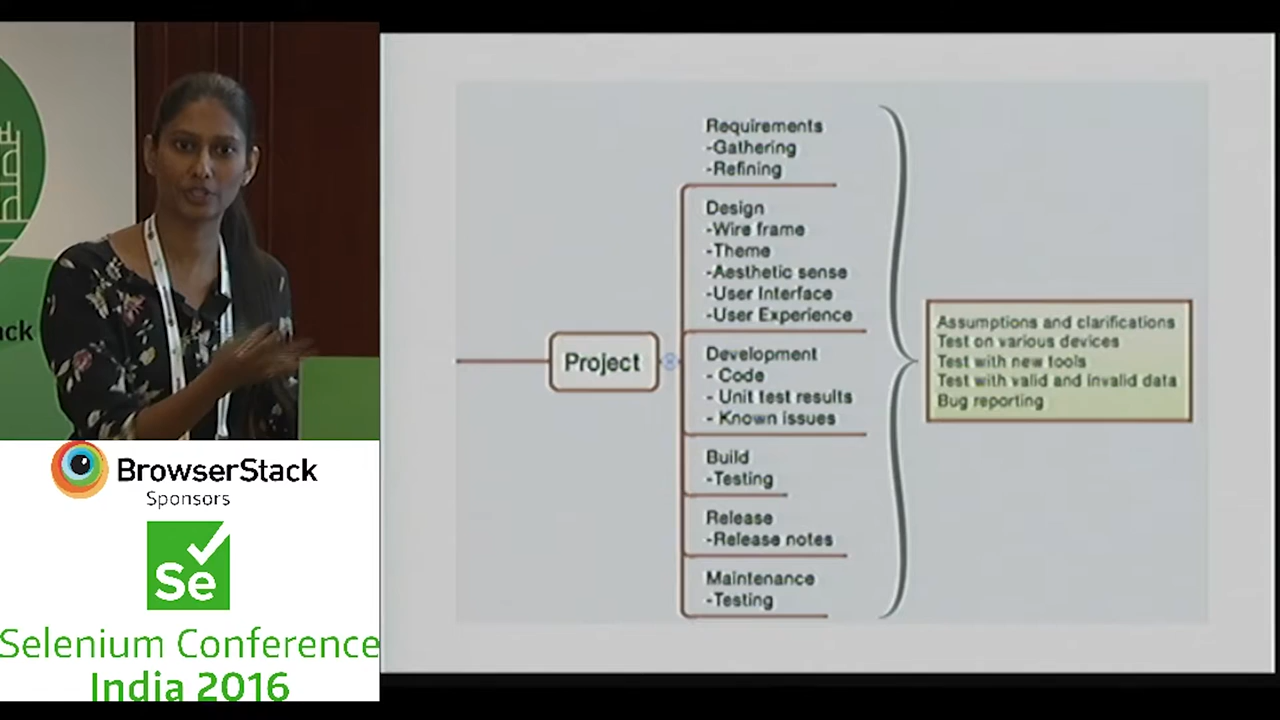 ck
BrowserStack
Sponsors
Se
Selenium Conference
India 2016
Project
Requirements
-Gathering
-Refining
Design
-Wire frame
-Theme
-Aesthetic sense
-User Interface
-User Experience
Development
- Code
- Unit test results
- Known issues
Build
-Testing
Release
-Release notes
Maintenance
-Testing
Assumptions and clarifications
Test on various devices
Test with new tools
Test with valid and invalid data
Bug reporting